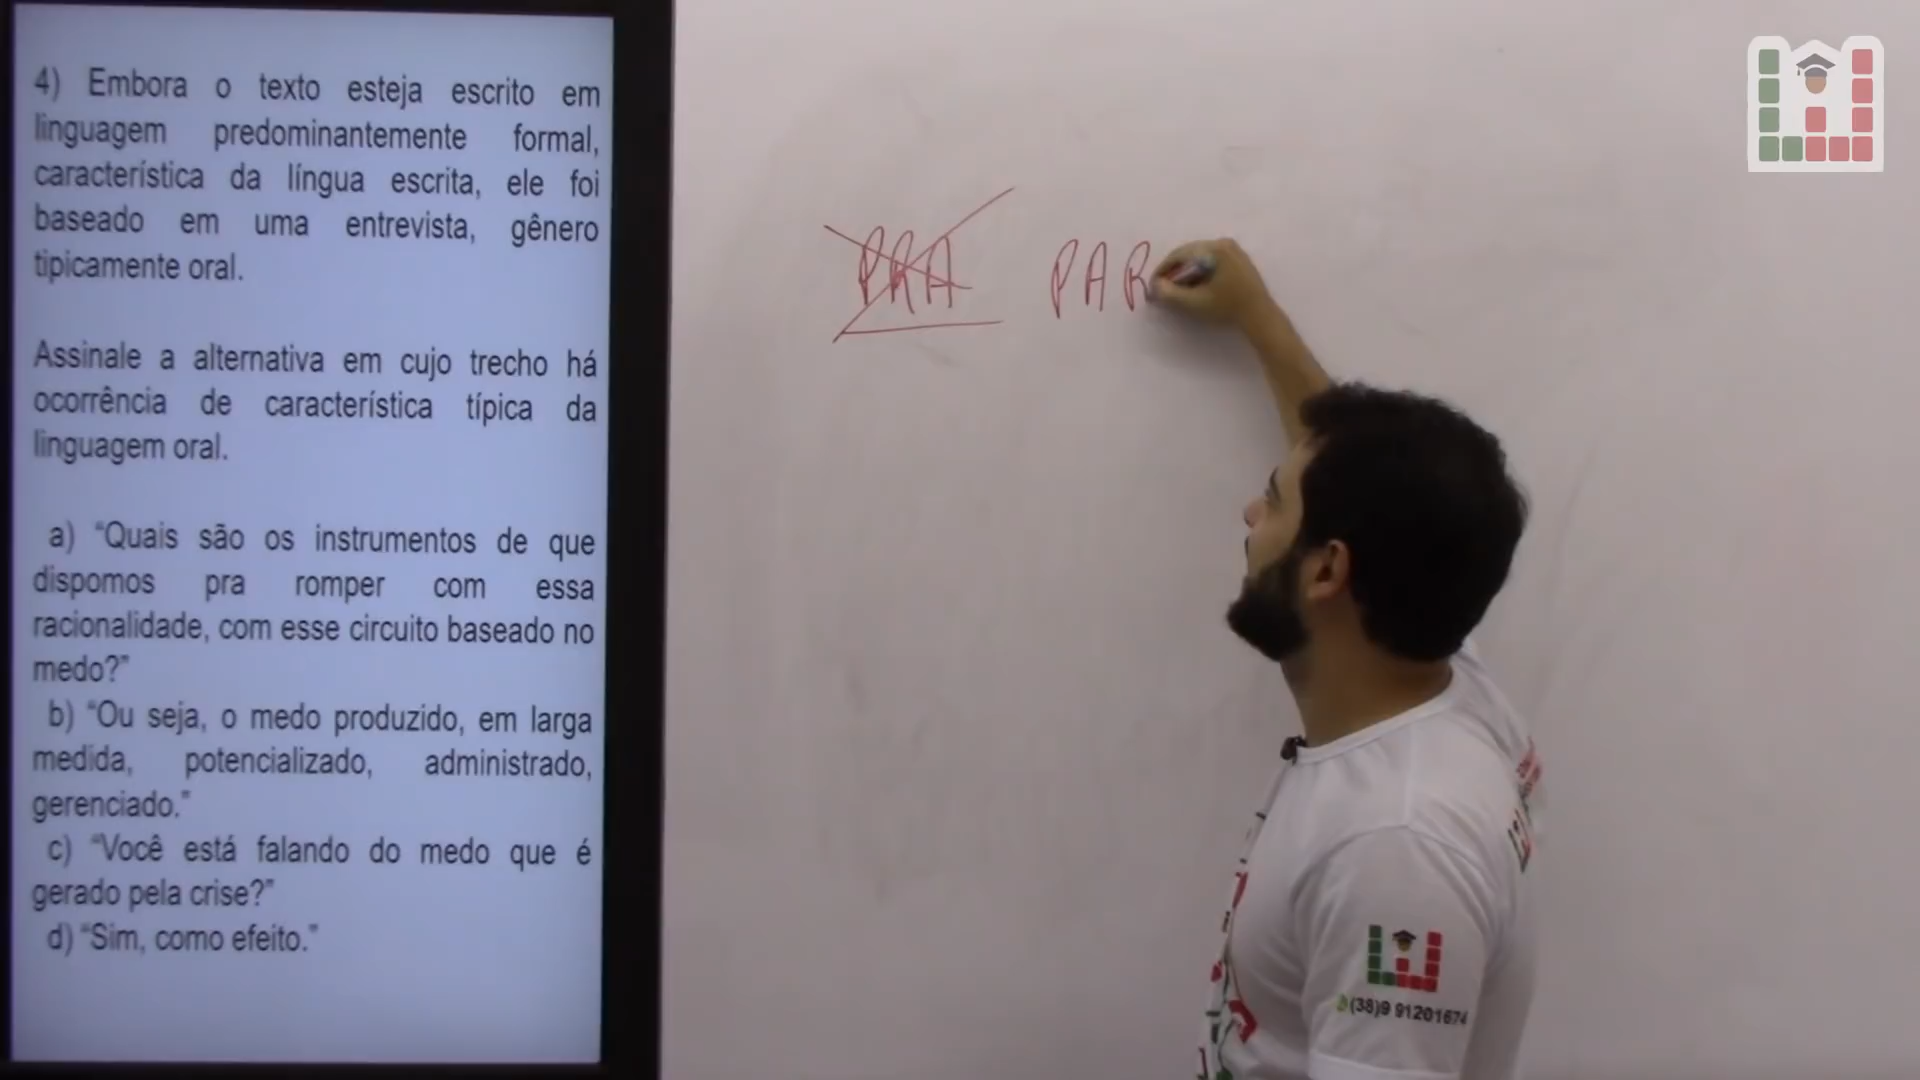 4) Embora o texto esteja escrito em
linguagem predominantemente formal,
característica da língua escrita, ele foi
baseado em uma entrevista, gênero
tipicamente oral.
Assinale a alternativa em cujo trecho há
ocorrência de característica típica da
linguagem oral.
a) “Quais são os instrumentos de que
dispomos pra romper com essa
racionalidade, com esse circuito baseado no
medo?”
b) “Ou seja, o medo produzido, em larga
medida, potencializado, administrado,
gerenciado.”
c) “Você está falando do medo que é
gerado pela crise?”
d) “Sim, como efeito.”
PRA PAR
(38)9 91201674